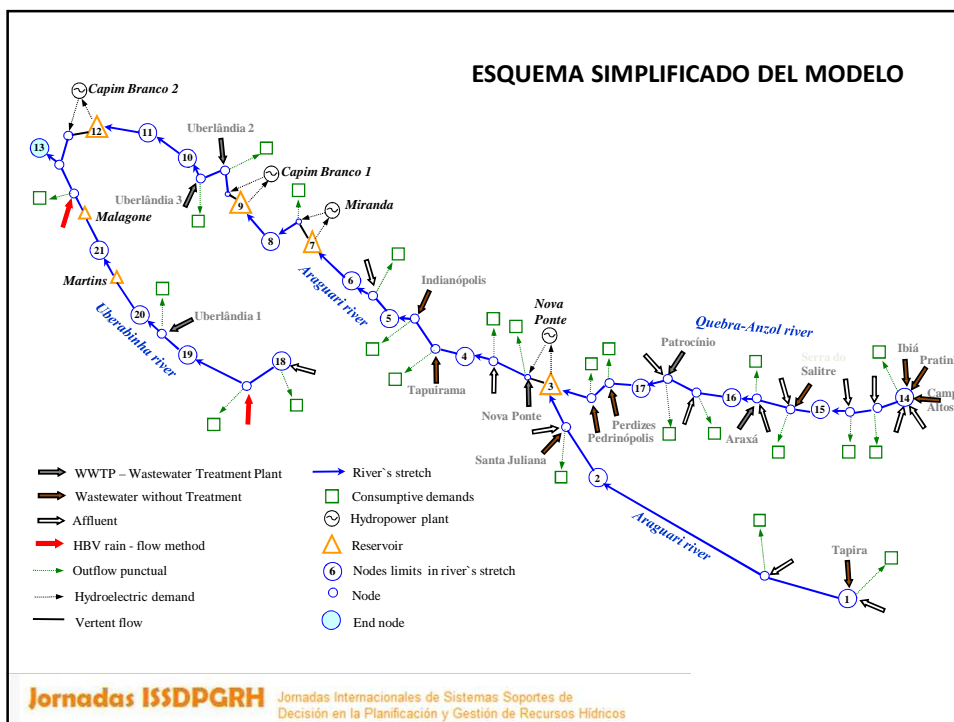 ESQUEMA SIMPLIFICADO DEL MODELO
Capim Branco 2
12
11
Uberlândia 2
13
10
Capim Branco 1
Uberlândia 3
9
Miranda
8
7
Malagone
21
Martins
Araguari river
6
Indianópolis
5
Uberabinha river
20
Uberlândia 1
19
18
Tapuirama
4
Nova
Ponte
3
Nova Ponte
Quebra-Anzol river
Patrocínio
Serra do
Salitre
Ibiá
Pratinh
Camp
Altos
17
16
15
14
Perdizes
Pedrinópolis
Araxá
Santa Juliana
2
Araguari river
Tapira
1
WWTP – Wastewater Treatment Plant
Wastewater without Treatment
Affluent
HBV rain - flow method
Outflow punctual
Hydroelectric demand
Vertent flow
River`s stretch
Consumptive demands
Hydropower plant
Reservoir
6 Nodes limits in river`s stretch
Node
End node
Jornadas ISSDPGRH
Jornadas Internacionales de Sistemas Soportes de
Decisión en la Planificación y Gestión de Recursos Hídricos